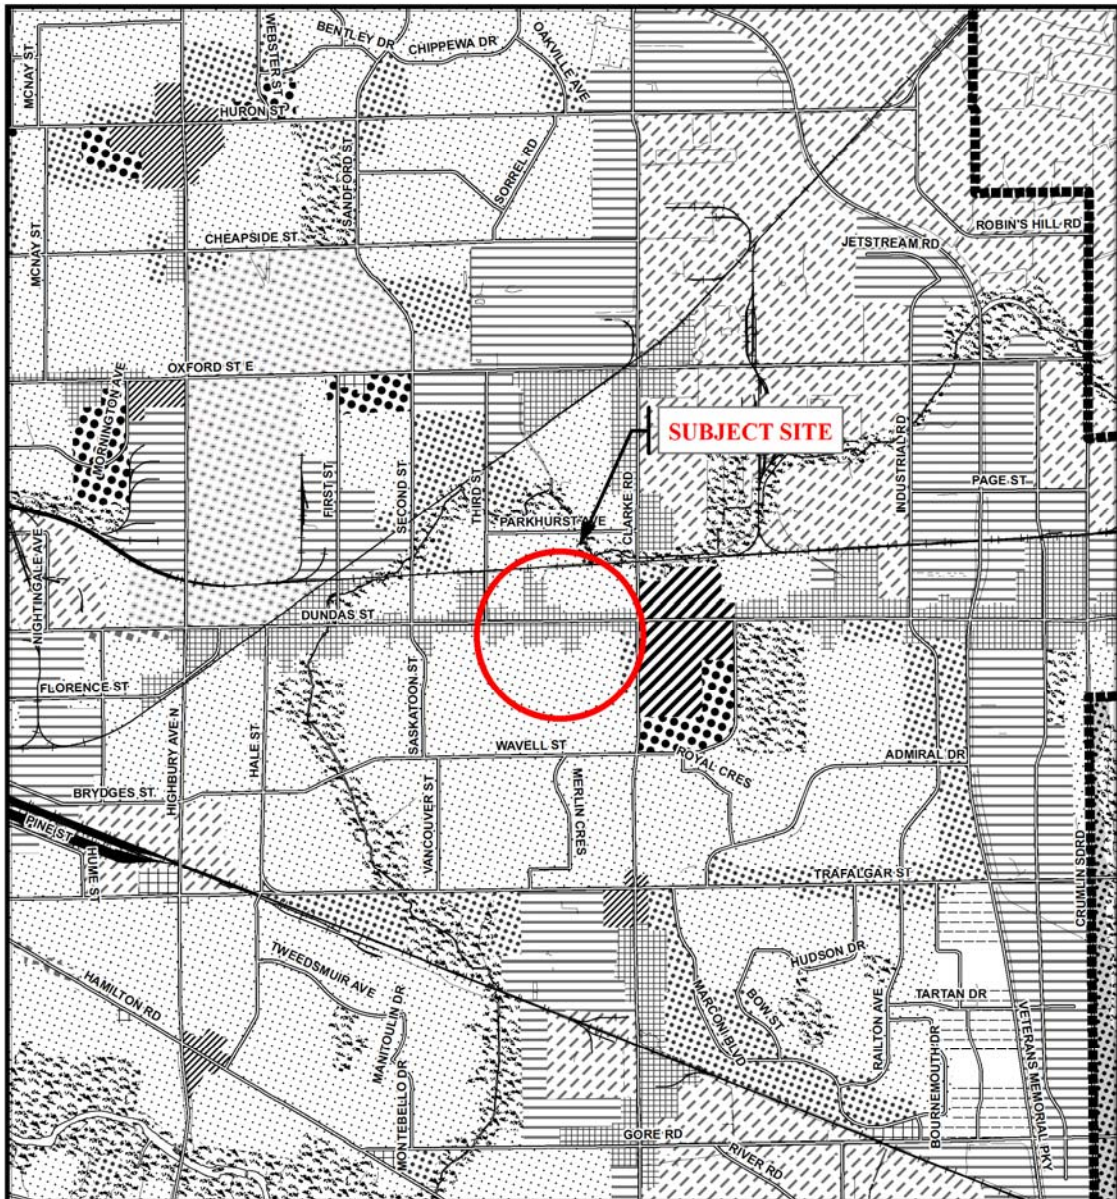 MCNAY ST
WEBSTER ST
BENTLEY DR
CHIPPEWA DR
OAKVILLE AVE
HURON ST
SANDFORD ST
SORREL RD
MCNAY ST
CHEAPSIDE ST
ROBIN'S HILL RD
JETSTREAM RD
OXFORD ST E
MORNINGTON AVE
SUBJECT SITE
FIRST ST
SECOND ST
THIRD ST
CLARKE RD
INDUSTRIAL RD
PAGE ST
PARKHURST AVE
NIGHTINGALE AVE
DUNDAS ST
FLORENCE ST
HIGHBURY AVE N
HALE ST
SASKATOON ST
WAVELL ST
ROYAL CRES
ADMIRAL DR
BRYDGES ST
VANCOUVER ST
MERLIN CRES
PINE ST
HUME ST
TRAFALGAR ST
CRUMLIN SDRD
HAMILTON RD
TWEEDSMUIR AVE
MANITOULIN DR
MONTEBELLO DR
HUDSON DR
BOW ST
MARCONI BLVD
RAILTON AVE
TARTAN DR
BOURNEMOUTH DR
VETERANS MEMORIAL PKY
GORE RD
RIVER RD